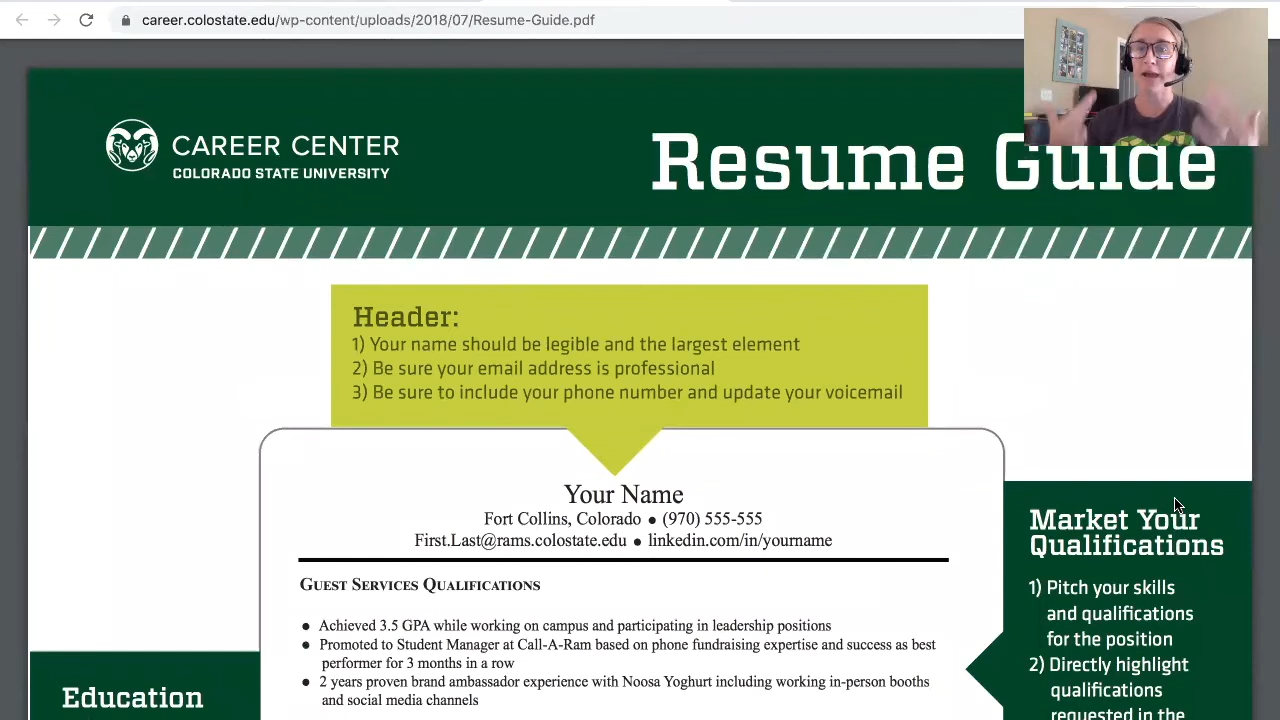 career.colostate.edu/wp-content/uploads/2018/07/Resume-Guide.pdf
CAREER CENTER
COLORADO STATE UNIVERSITY
Resume Guide
Header:
1) Your name should be legible and the largest element
2) Be sure your email address is professional
3) Be sure to include your phone number and update your voicemail
Your Name
Fort Collins, Colorado ● (970) 555-555
First.Last@rams.colostate.edu ● linkedin.com/in/yourname
GUEST SERVICES QUALIFICATIONS
● Achieved 3.5 GPA while working on campus and participating in leadership positions
● Promoted to Student Manager at Call-A-Ram based on phone fundraising expertise and success as best
performer for 3 months in a row
● 2 years proven brand ambassador experience with Noosa Yoghurt including working in-person booths
and social media channels
Education
Market Your
Qualifications
1) Pitch your skills
and qualifications
for the position
2) Directly highlight
qualifications
requested in the